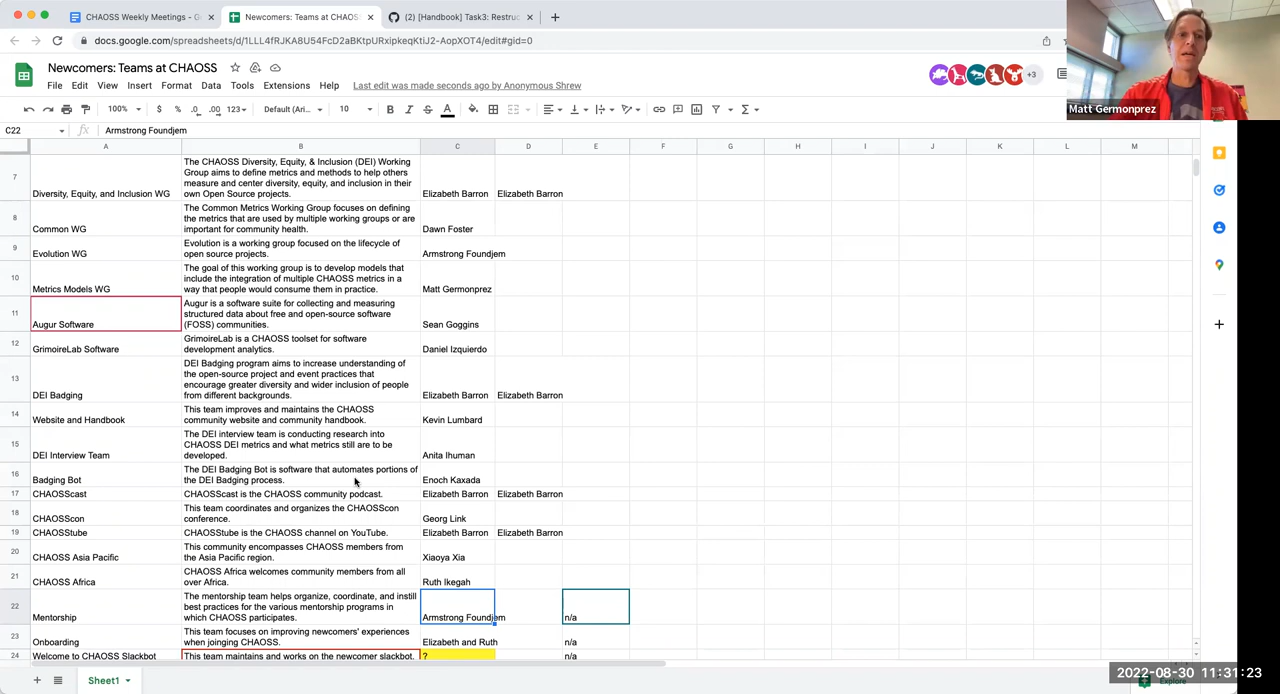 CHAOSS Weekly Meetings - G
Newcomers: Teams at CHAOSS
(2) [Handbook] Task3: Restruc
docs.google.com/spreadsheets/d/1LLL4fRJKA8U54FcD2aBKtpURxipkeqKtiJ2-AopXOT4/edit#gid=0
Newcomers: Teams at CHAOSS
+3
File Edit View Insert Format Data Tools Extensions Help Last edit was made seconds ago by Anonymous Shrew
Matt Germonprez
100% $ % .0 .00 123 Default (Ari... 10 B I S A
C22 fx Armstrong Foundjem
A B C D E F G H I J K L M
The CHAOSS Diversity, Equity, & Inclusion (DEI) Working
Group aims to define metrics and methods to help others
measure and center diversity, equity, and inclusion in their
7 Diversity, Equity, and Inclusion WG own Open Source projects. Elizabeth Barron Elizabeth Barron
The Common Metrics Working Group focuses on defining
the metrics that are used by multiple working groups or are
8 Common WG important for community health. Dawn Foster
Evolution is a working group focused on the lifecycle of
9 Evolution WG open source projects. Armstrong Foundjem
The goal of this working group is to develop models that
include the integration of multiple CHAOSS metrics in a
10 Metrics Models WG way that people would consume them in practice. Matt Germonprez
Augur is a software suite for collecting and measuring
structured data about free and open-source software
11 Augur Software (FOSS) communities. Sean Goggins
GrimoireLab is a CHAOSS toolset for software
12 GrimoireLab Software development analytics. Daniel Izquierdo
DEI Badging program aims to increase understanding of
the open-source project and event practices that
encourage greater diversity and wider inclusion of people
13 DEI Badging from different backgrounds. Elizabeth Barron Elizabeth Barron
This team improves and maintains the CHAOSS
14 Website and Handbook community website and community handbook. Kevin Lumbard
The DEI interview team is conducting research into
CHAOSS DEI metrics and what metrics still are to be
15 DEI Interview Team developed. Anita Ihuman
The DEI Badging Bot is software that automates portions of
16 Badging Bot the DEI Badging process. Enoch Kaxada
17 CHAOSScast CHAOSScast is the CHAOSS community podcast. Elizabeth Barron Elizabeth Barron
This team coordinates and organizes the CHAOSScon
18 CHAOSScon conference. Georg Link
19 CHAOSStube CHAOSStube is the CHAOSS channel on YouTube. Elizabeth Barron Elizabeth Barron
This community encompasses CHAOSS members from
20 CHAOSS Asia Pacific the Asia Pacific region. Xiaoya Xia
CHAOSS Africa welcomes community members from all
21 CHAOSS Africa over Africa. Ruth Ikegah
The mentorship team helps organize, coordinate, and instill
best practices for the various mentorship programs in
22 Mentorship which CHAOSS participates. Armstrong Foundjem n/a
This team focuses on improving newcomers' experiences
23 Onboarding when joinging CHAOSS. Elizabeth and Ruth n/a
24 Welcome to CHAOSS Slackbot This team maintains and works on the newcomer slackbot. ? n/a
Sheet1
Explore
2022-08-30 11:31:23